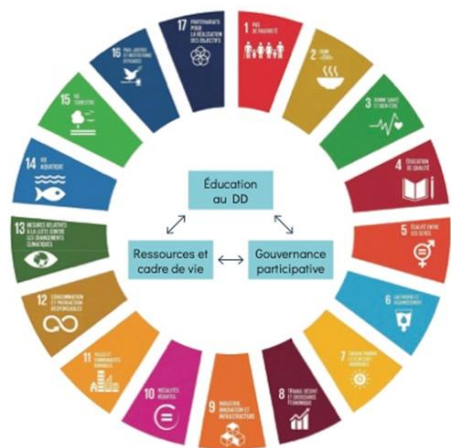 1 PAS
DE PAUVRETÉ
2 FAIM
«ZÉRO»
3 BONNE SANTÉ
ET BIEN-ÊTRE
4 ÉDUCATION
DE QUALITÉ
5 ÉGALITÉ ENTRE
LES SEXES
6 EAU PROPRE ET
ASSAINISSEMENT
7 ÉNERGIE PROPRE
ET D'UN COÛT
ABORDABLE
8 TRAVAIL DÉCENT
ET CROISSANCE
ÉCONOMIQUE
9 INDUSTRIE,
INNOVATION ET
INFRASTRUCTURE
10 INÉGALITÉS
RÉDUITES
11 VILLES ET
COMMUNAUTÉS
DURABLES
12 CONSOMMATION
ET PRODUCTION
RESPONSABLES
13 MESURES RELATIVES
À LA LUTTE CONTRE
LES CHANGEMENTS
CLIMATIQUES
14 VIE
AQUATIQUE
15 VIE
TERRESTRE
16 PAIX, JUSTICE
ET INSTITUTIONS
EFFICACES
17 PARTENARIATS
POUR
LA RÉALISATION
DES OBJECTIFS
Éducation
au DD
Ressources et
cadre de vie
Gouvernance
participative